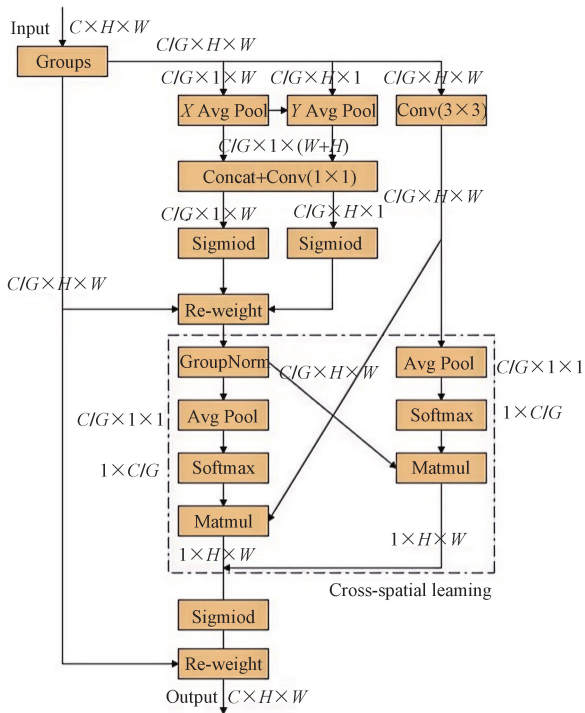 Input
C×H×W
C/G×H×W
Groups
C/G×1×W
C/G×H×1
C/G×H×W
X Avg Pool
Y Avg Pool
Conv(3×3)
C/G×1×(W+H)
Concat+Conv(1×1)
C/G×H×W
C/G×1×W
C/G×H×1
Sigmiod
Sigmiod
C/G×H×W
Re-weight
GroupNorm
C/G×H×W
Avg Pool
C/G×1×1
C/G×1×1
Avg Pool
Softmax
1×C/G
1×C/G
Softmax
Matmul
Matmul
1×H×W
1×H×W
Cross-spatial leaming
Sigmiod
Re-weight
Output
C×H×W